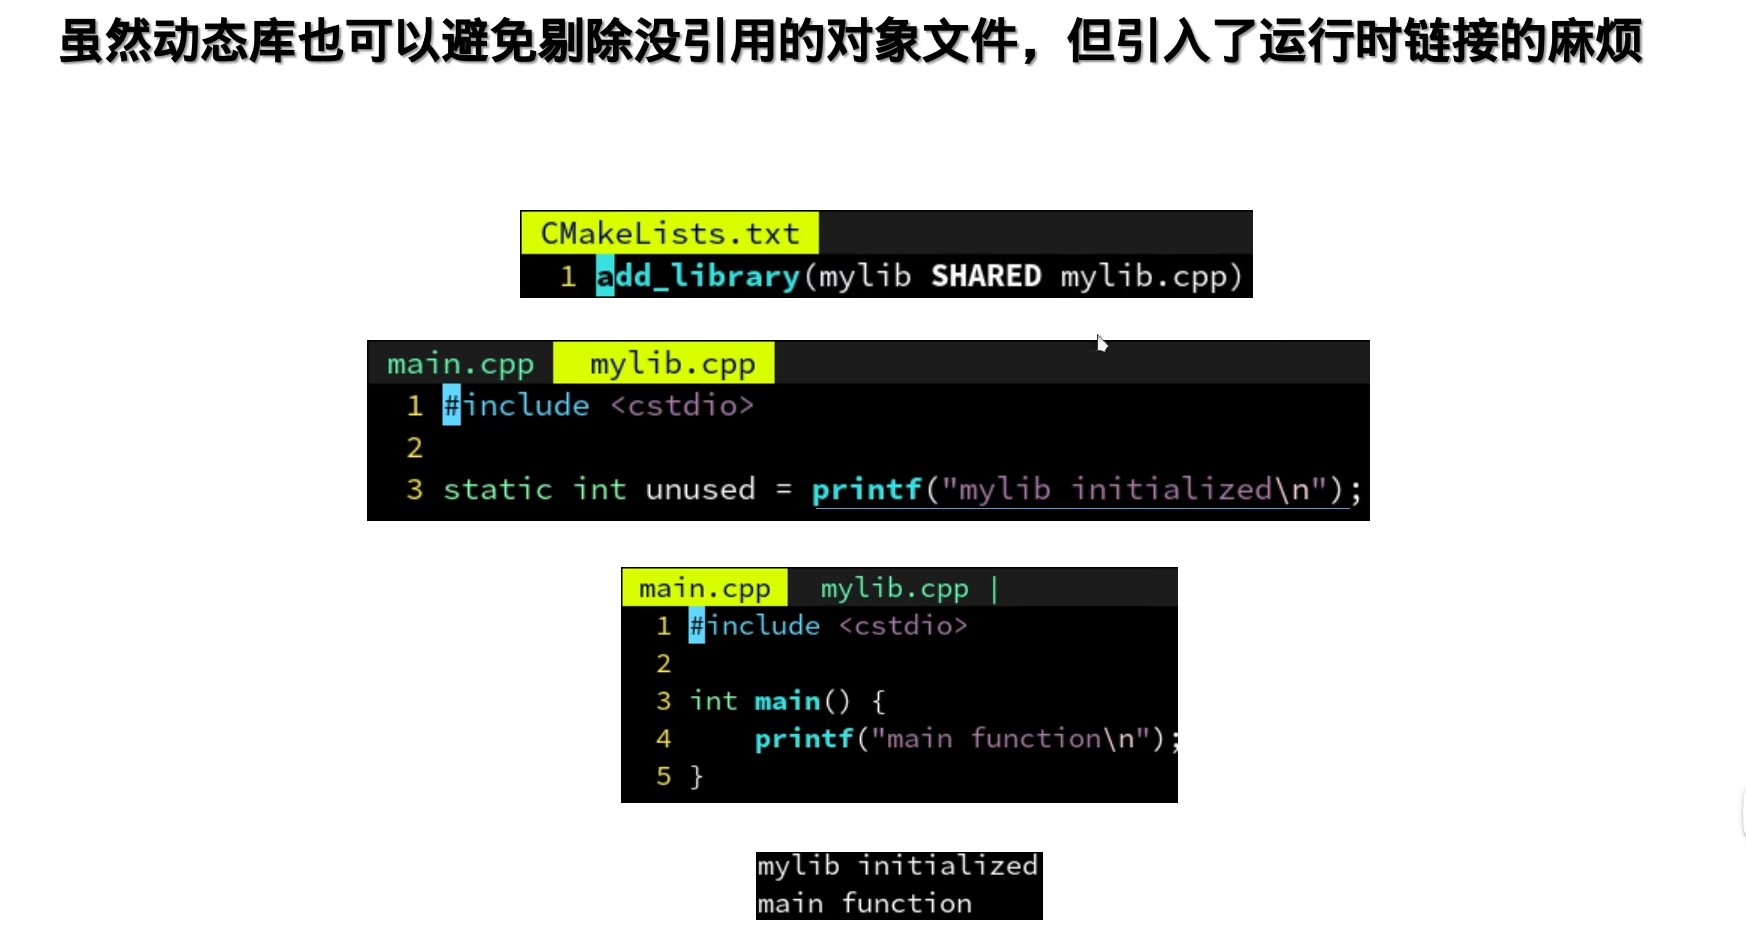 虽然动态库也可以避免剔除没引用的对象文件，但引入了运行时链接的麻烦
CMakeLists.txt
1 add_library(mylib SHARED mylib.cpp)
main.cpp mylib.cpp
1 #include <cstdio>
2
3 static int unused = printf("mylib initialized\n");
main.cpp mylib.cpp |
1 #include <cstdio>
2
3 int main() {
4     printf("main function\n");
5 }
mylib initialized
main function